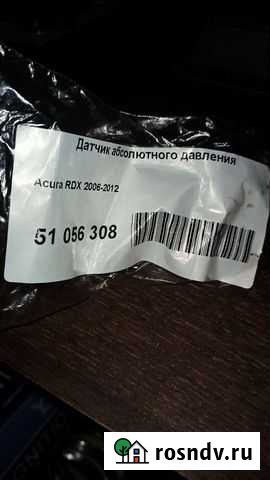 Датчик абсолютного давления
Acura RDX 2006-2012
51 056 308
rosndv.ru